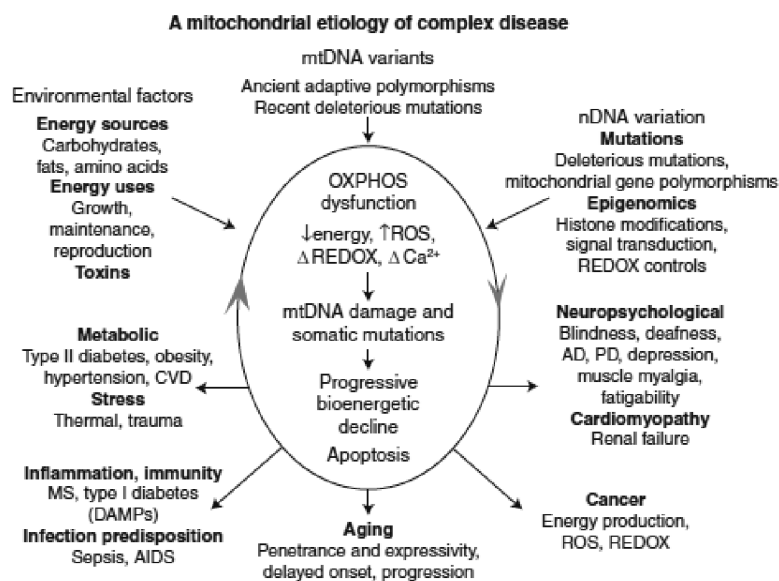 A mitochondrial etiology of complex disease
mtDNA variants
Ancient adaptive polymorphisms
Recent deleterious mutations
Environmental factors
Energy sources
Carbohydrates,
fats, amino acids
Energy uses
Growth,
maintenance,
reproduction
Toxins
nDNA variation
Mutations
Deleterious mutations,
mitochondrial gene polymorphisms
Epigenomics
Histone modifications,
signal transduction,
REDOX controls
OXPHOS
dysfunction
↓energy, ↑ROS,
ΔREDOX, ΔCa²⁺
mtDNA damage and
somatic mutations
Progressive
bioenergetic
decline
Apoptosis
Metabolic
Type II diabetes, obesity,
hypertension, CVD
Stress
Thermal, trauma
Neuropsychological
Blindness, deafness,
AD, PD, depression,
muscle myalgia,
fatigability
Cardiomyopathy
Renal failure
Inflammation, immunity
MS, type I diabetes
(DAMPs)
Infection predisposition
Sepsis, AIDS
Aging
Penetrance and expressivity,
delayed onset, progression
Cancer
Energy production,
ROS, REDOX